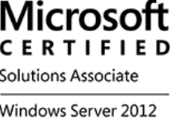 Microsoft
CERTIFIED
Solutions Associate
Windows Server 2012